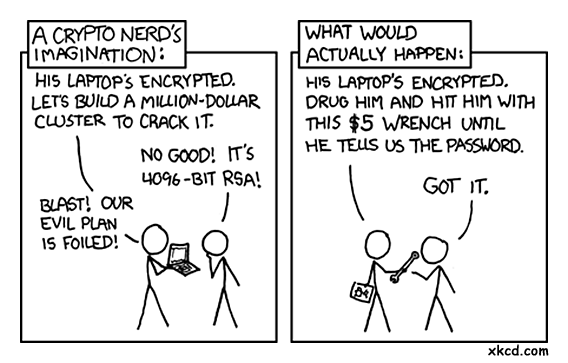 A CRYPTO NERD'S
IMAGINATION:
HIS LAPTOP'S ENCRYPTED.
LET'S BUILD A MILLION-DOLLAR
CLUSTER TO CRACK IT.
NO GOOD! IT'S
4096-BIT RSA!
BLAST! OUR
EVIL PLAN
IS FOILED!
WHAT WOULD
ACTUALLY HAPPEN:
HIS LAPTOP'S ENCRYPTED.
DRUG HIM AND HIT HIM WITH
THIS $5 WRENCH UNTIL
HE TELLS US THE PASSWORD.
GOT IT.
xkcd.com